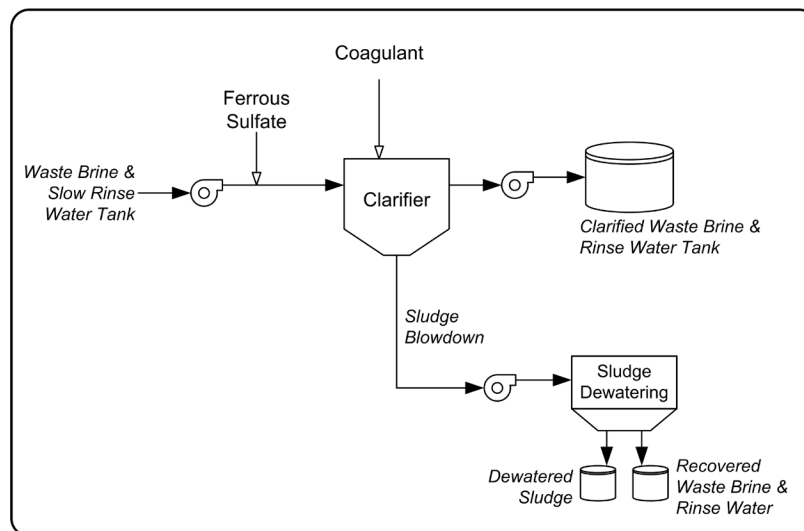 Coagulant
Ferrous
Sulfate
Waste Brine &
Slow Rinse
Water Tank
Clarifier
Clarified Waste Brine &
Rinse Water Tank
Sludge
Blowdown
Sludge
Dewatering
Dewatered
Sludge
Recovered
Waste Brine &
Rinse Water